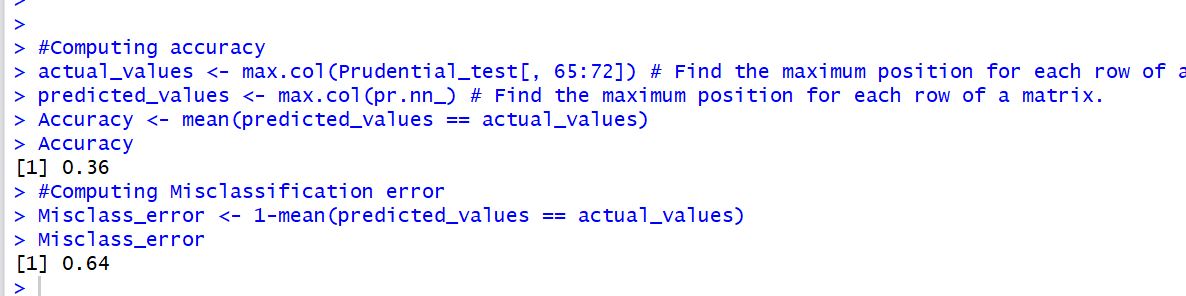 >
>
> #Computing accuracy
> actual_values <- max.col(Prudential_test[, 65:72]) # Find the maximum position for each row of a
> predicted_values <- max.col(pr.nn_) # Find the maximum position for each row of a matrix.
> Accuracy <- mean(predicted_values == actual_values)
> Accuracy
[1] 0.36
> #Computing Misclassification error
> Misclass_error <- 1-mean(predicted_values == actual_values)
> Misclass_error
[1] 0.64
>